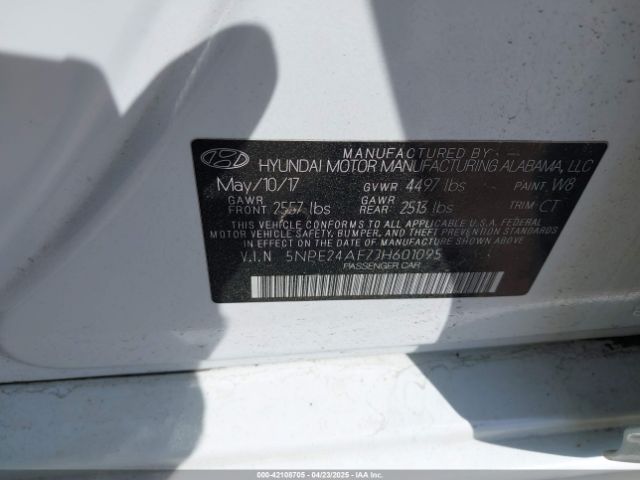 MANUFACTURED BY
HYUNDAI MOTOR MANUFACTURING ALABAMA, LLC
May/10/17 GVWR 4497 lbs PAINT W8
GAWR FRONT 2557 lbs GAWR REAR 2513 lbs TRIM CT
THIS VEHICLE CONFORMS TO ALL APPLICABLE U.S.A. FEDERAL
MOTOR VEHICLE SAFETY, BUMPER, AND THEFT PREVENTION
STANDARDS IN EFFECT ON THE DATE OF MANUFACTURE SHOWN ABOVE.
V.I.N 5NPE24AF7JH601095
PASSENGER CAR
000-42108705 - 04/23/2025 - IAAI.COM